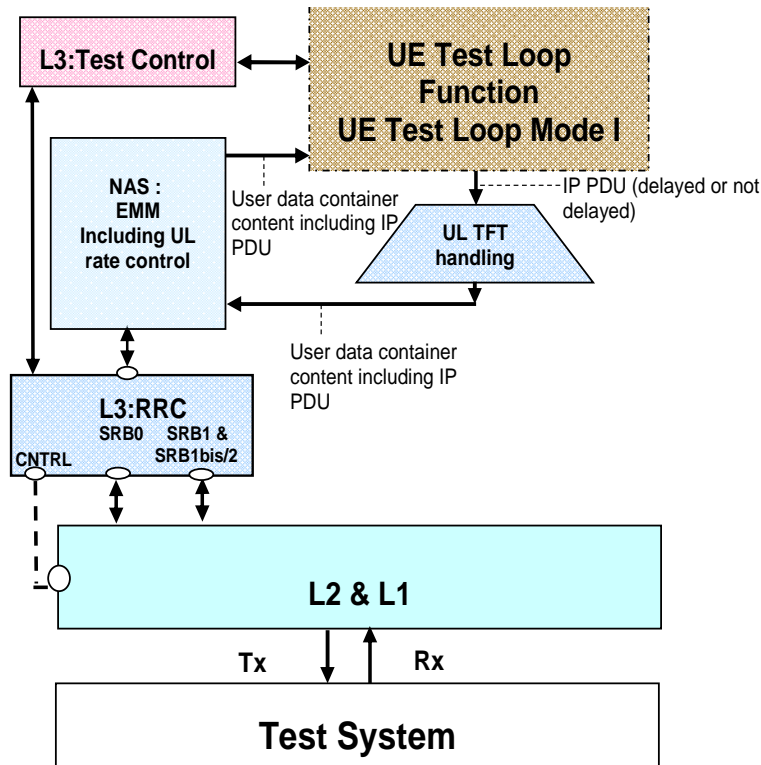 L3:Test Control
UE Test Loop
Function
UE Test Loop Mode I
NAS :
EMM
Including UL
rate control
User data container
content including IP
PDU
IP PDU (delayed or not
delayed)
UL TFT
handling
User data container
content including IP
PDU
L3:RRC
SRB0 SRB1 &
SRB1bis/2
CNTRL
L2 & L1
Tx Rx
Test System